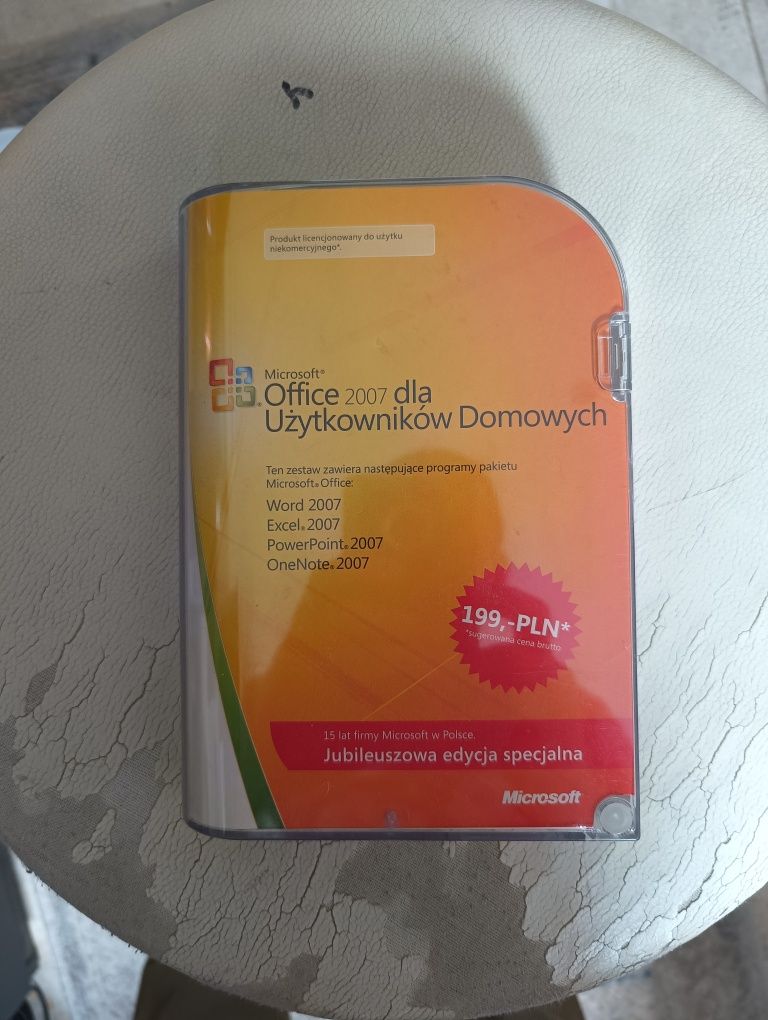 Produkt licencjonowany do użytku
niekomercyjnego*.
Microsoft®
Office 2007 dla
Użytkowników Domowych
Ten zestaw zawiera następujące programy pakietu
Microsoft® Office:
Word 2007
Excel® 2007
PowerPoint® 2007
OneNote® 2007
199,-PLN*
*sugerowana cena brutto
15 lat firmy Microsoft w Polsce.
Jubileuszowa edycja specjalna
Microsoft